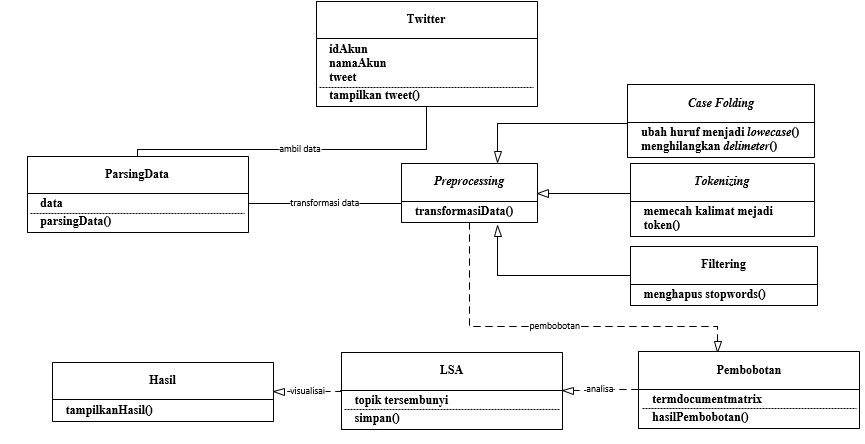 Twitter
idAkun
namaAkun
tweet
tampilkan tweet()
Case Folding
ubah huruf menjadi lowecase()
menghilangkan delimeter()
ambil data
ParsingData
data
parsingData()
transformasi data
Preprocessing
transformasiData()
Tokenizing
memecah kalimat mejadi
token()
Filtering
menghapus stopwords()
pembobotan
Hasil
tampilkanHasil()
visualisai
LSA
topik tersembunyi
simpan()
analisa
Pembobotan
termdocumentmatrix
hasilPembobotan()